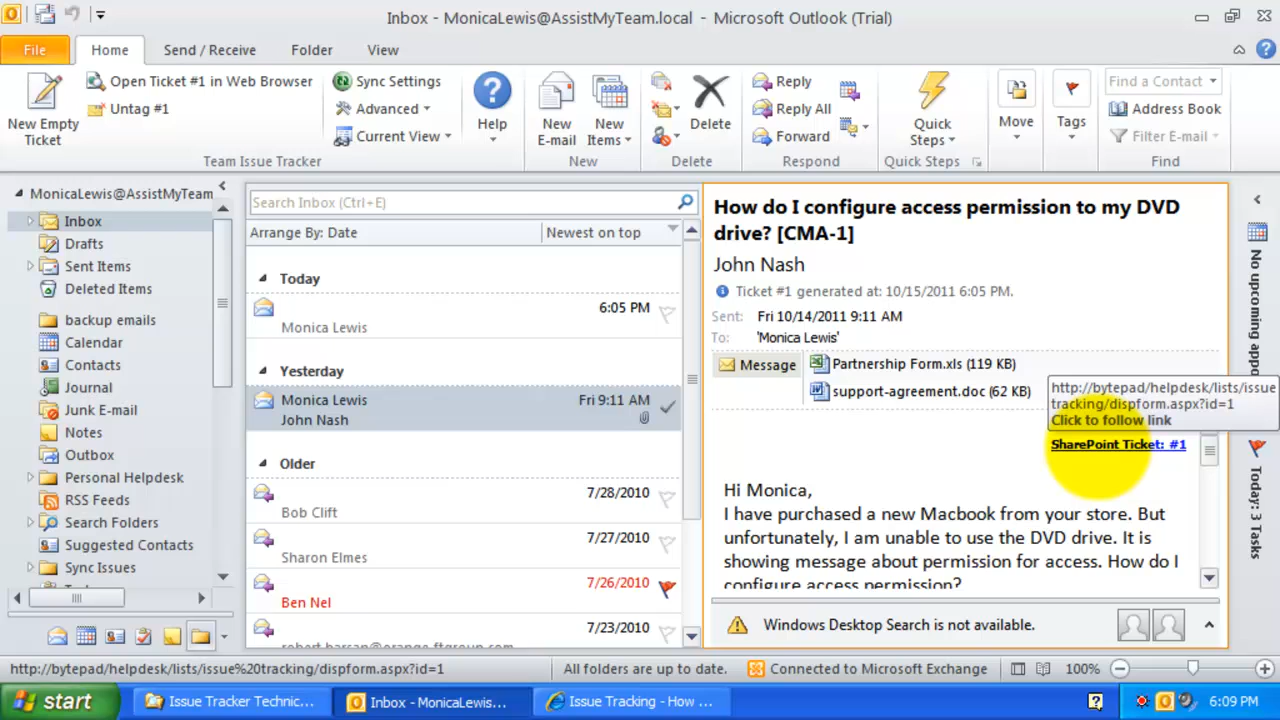 Inbox - MonicaLewis@AssistMyTeam.local - Microsoft Outlook (Trial)
File Home Send / Receive Folder View
New Empty Ticket
Open Ticket #1 in Web Browser
Untag #1
Sync Settings
Advanced
Current View
Help
Team Issue Tracker
New E-mail
New Items
New
Delete
Delete
Reply
Reply All
Forward
Respond
Quick Steps
Quick Steps
Move
Tags
Find a Contact
Address Book
Filter E-mail
Find
MonicaLewis@AssistMyTeam
Inbox
Drafts
Sent Items
Deleted Items
backup emails
Calendar
Contacts
Journal
Junk E-mail
Notes
Outbox
Personal Helpdesk
RSS Feeds
Search Folders
Suggested Contacts
Sync Issues
Search Inbox (Ctrl+E)
Arrange By: Date Newest on top
Today
6:05 PM
Monica Lewis
Yesterday
Monica Lewis Fri 9:11 AM
John Nash
Older
7/28/2010
Bob Clift
7/27/2010
Sharon Elmes
7/26/2010
Ben Nel
7/23/2010
robert.barsan@orange-ftgroup.com
How do I configure access permission to my DVD
drive? [CMA-1]
John Nash
Ticket #1 generated at: 10/15/2011 6:05 PM.
Sent: Fri 10/14/2011 9:11 AM
To: 'Monica Lewis'
Message Partnership Form.xls (119 KB)
support-agreement.doc (62 KB)
http://bytepad/helpdesk/lists/issue
tracking/dispform.aspx?id=1
Click to follow link
SharePoint Ticket: #1
Hi Monica,
I have purchased a new Macbook from your store. But
unfortunately, I am unable to use the DVD drive. It is
showing message about permission for access. How do I
configure access permission?
Windows Desktop Search is not available.
No upcoming appo
Today: 3 Tasks
http://bytepad/helpdesk/lists/issue%20tracking/dispform.aspx?id=1 All folders are up to date. Connected to Microsoft Exchange 100%
start Issue Tracker Technic... Inbox - MonicaLewis... Issue Tracking - How ... 6:09 PM